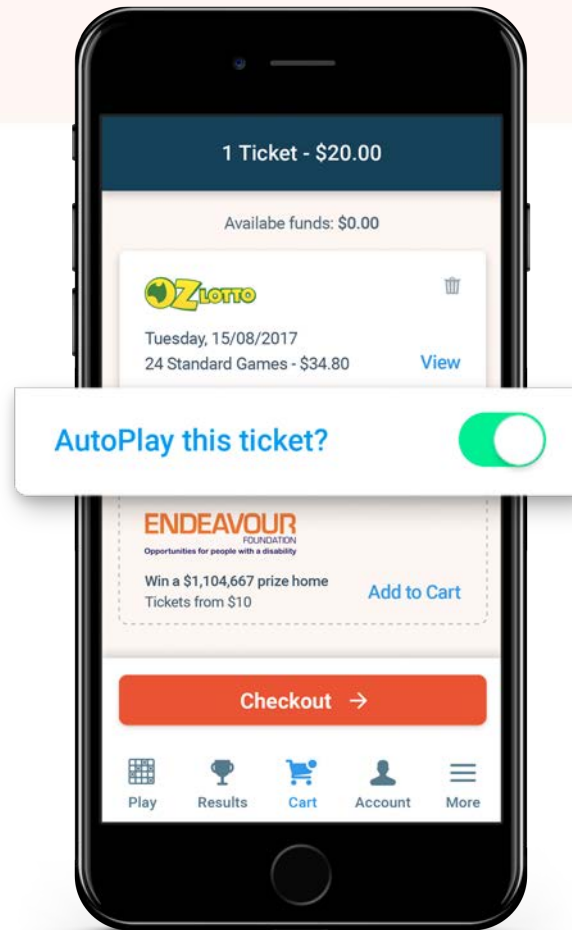 1 Ticket - $20.00
Availabe funds: $0.00
OZ LOTTO
Tuesday, 15/08/2017
24 Standard Games - $34.80
View
AutoPlay this ticket?
ENDEAVOUR
FOUNDATION
Opportunities for people with a disability
Win a $1,104,667 prize home
Tickets from $10
Add to Cart
Checkout →
Play
Results
Cart
Account
More